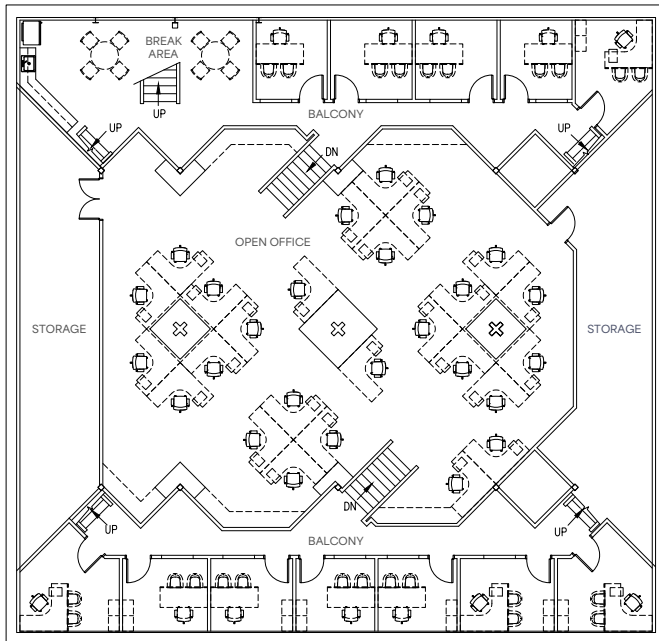 BREAK
AREA
UP
BALCONY
UP
UP
DN
OPEN OFFICE
STORAGE
STORAGE
DN
UP
UP
BALCONY